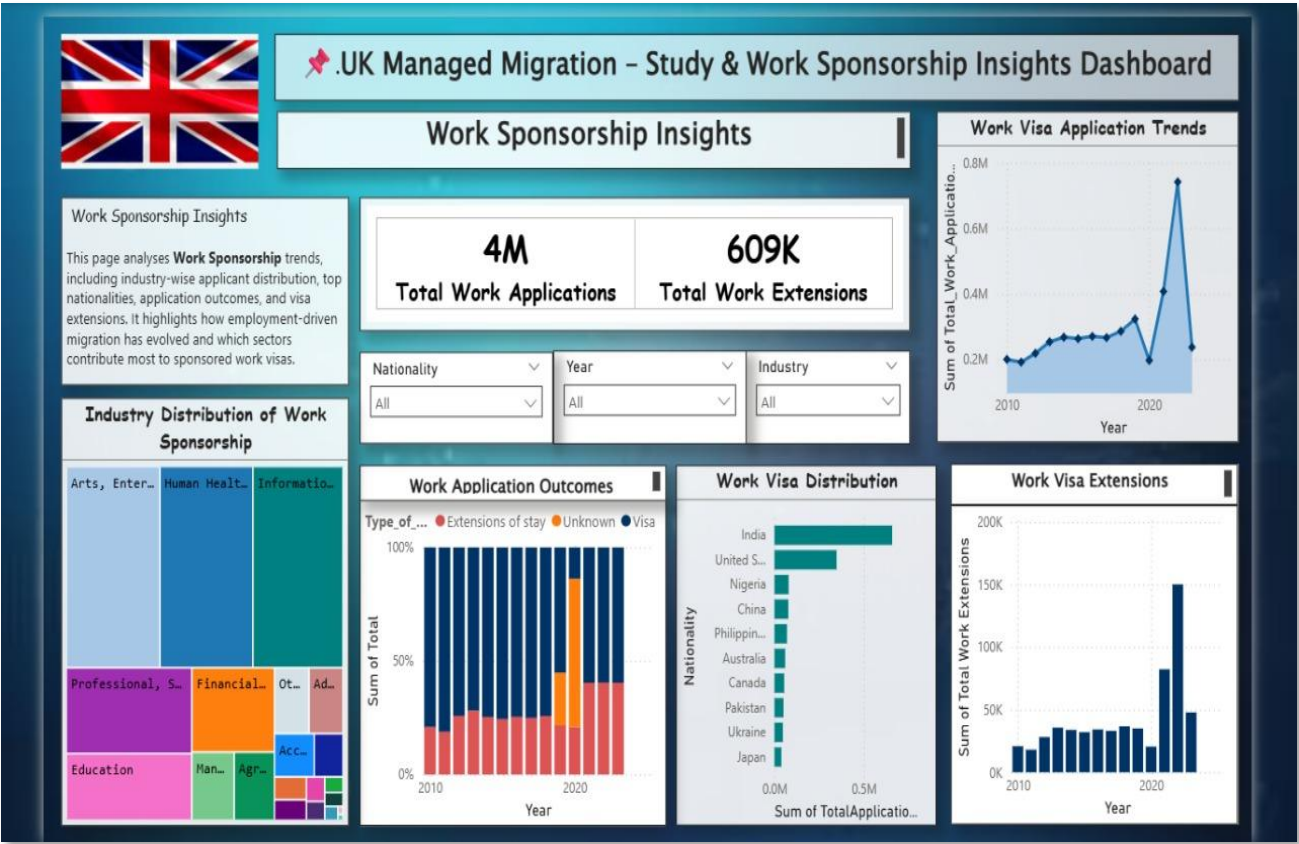 📌.UK Managed Migration – Study & Work Sponsorship Insights Dashboard
Work Sponsorship Insights
Work Sponsorship Insights
This page analyses Work Sponsorship trends,
including industry-wise applicant distribution, top
nationalities, application outcomes, and visa
extensions. It highlights how employment-driven
migration has evolved and which sectors
contribute most to sponsored work visas.
4M
Total Work Applications
609K
Total Work Extensions
Nationality
All
Year
All
Industry
All
Work Visa Application Trends
Sum of Total_Work_Applicatio...
0.8M
0.6M
0.4M
0.2M
2010
2020
Year
Industry Distribution of Work
Sponsorship
Arts, Enter…
Human Healt…
Informatio…
Professional, S…
Financial…
Ot…
Ad…
Acc…
Education
Man…
Agr…
Work Application Outcomes
Type_of_... Extensions of stay Unknown Visa
Sum of Total
100%
50%
0%
2010
2020
Year
Work Visa Distribution
Nationality
India
United S...
Nigeria
China
Philippin...
Australia
Canada
Pakistan
Ukraine
Japan
0.0M
0.5M
Sum of TotalApplicatio...
Work Visa Extensions
Sum of Total Work Extensions
200K
150K
100K
50K
0K
2010
2020
Year